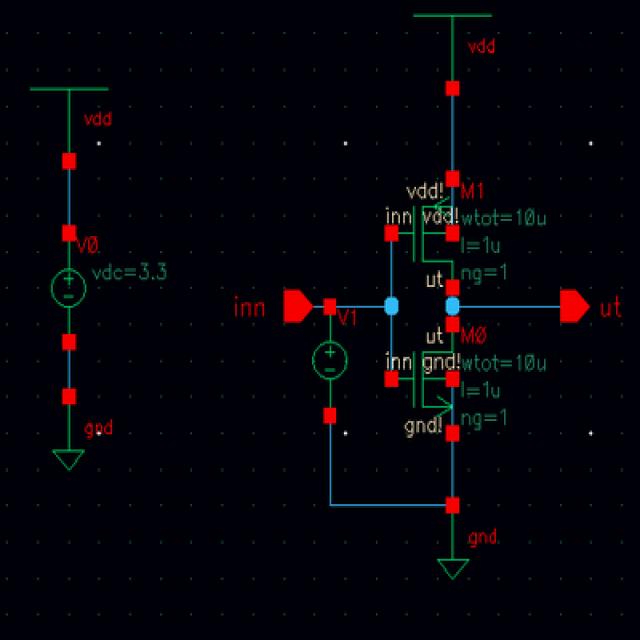 vdd
vdd
vdd!
M1
inn
vdd!
wtot=10u
V0
l=1u
vdc=3.3
ng=1
ut
inn
V1
ut
ut
M0
inn
gnd!
wtot=10u
l=1u
gnd!
ng=1
gnd
gnd